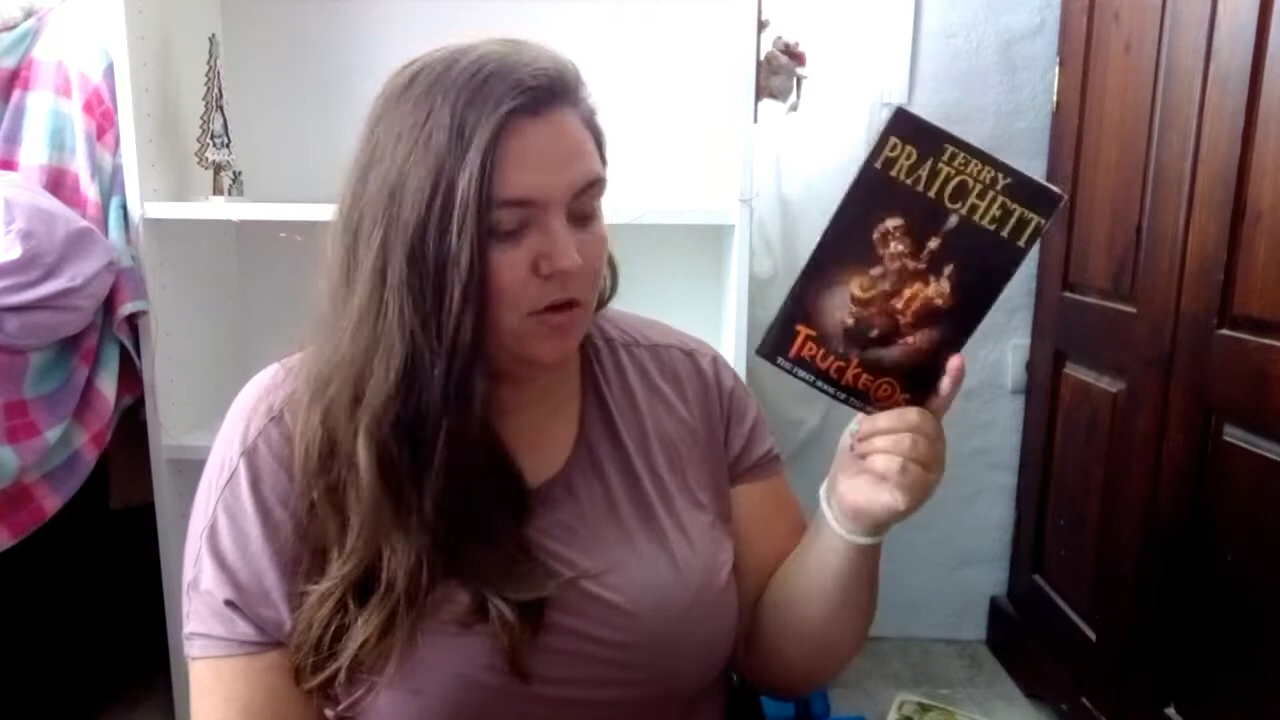 TERRY
PRATCHETT
TRUCKERS
THE FIRST BOOK OF THE